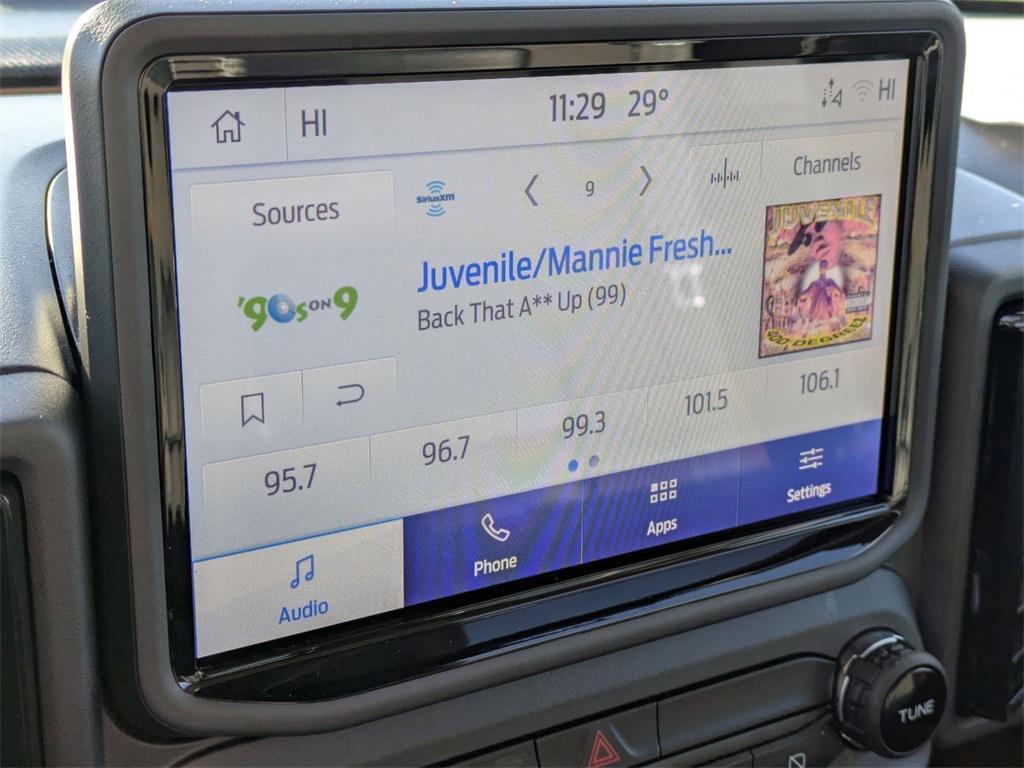 HI 11:29 29° HI
Sources SiriusXM 9 Channels
'90s ON 9
Juvenile/Mannie Fresh...
Back That A** Up (99)
JUVENILE
400 DEGREEZ
95.7 96.7 99.3 101.5 106.1
Audio Phone Apps Settings
TUNE